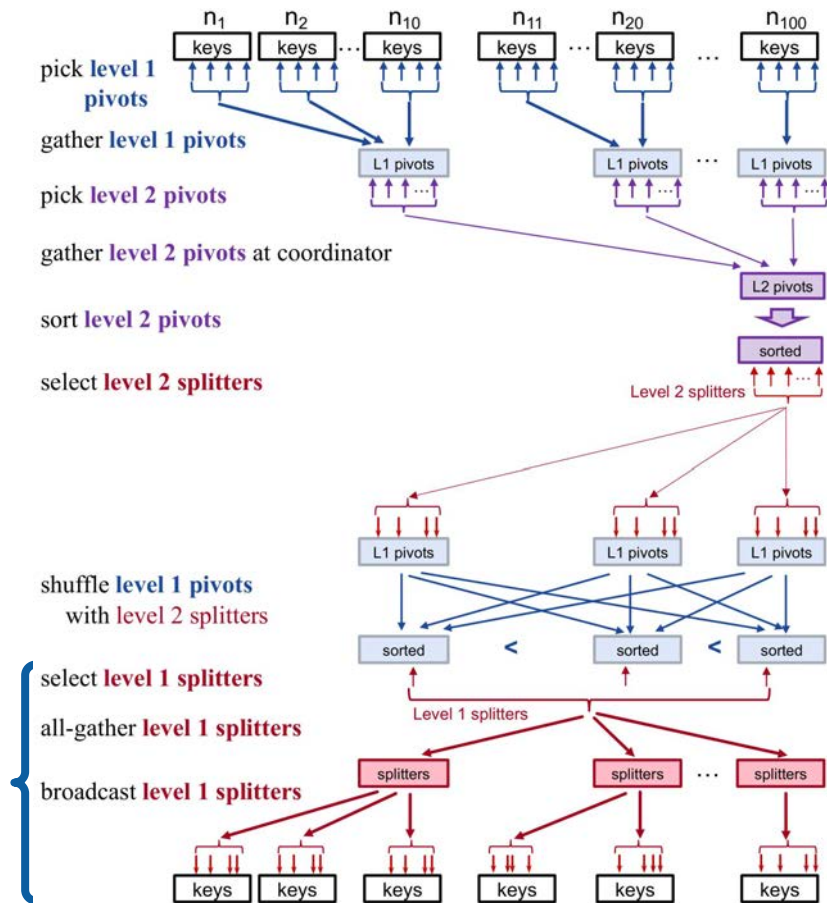 n1 n2 n10 n11 n20 n100
keys keys ... keys keys ... keys ... keys
pick level 1
pivots
gather level 1 pivots
L1 pivots L1 pivots ... L1 pivots
pick level 2 pivots
... ... ...
gather level 2 pivots at coordinator
L2 pivots
sort level 2 pivots
sorted
select level 2 splitters
...
Level 2 splitters
L1 pivots L1 pivots L1 pivots
shuffle level 1 pivots
with level 2 splitters
sorted < sorted < sorted
select level 1 splitters
Level 1 splitters
all-gather level 1 splitters
splitters splitters ... splitters
broadcast level 1 splitters
keys keys keys keys keys keys